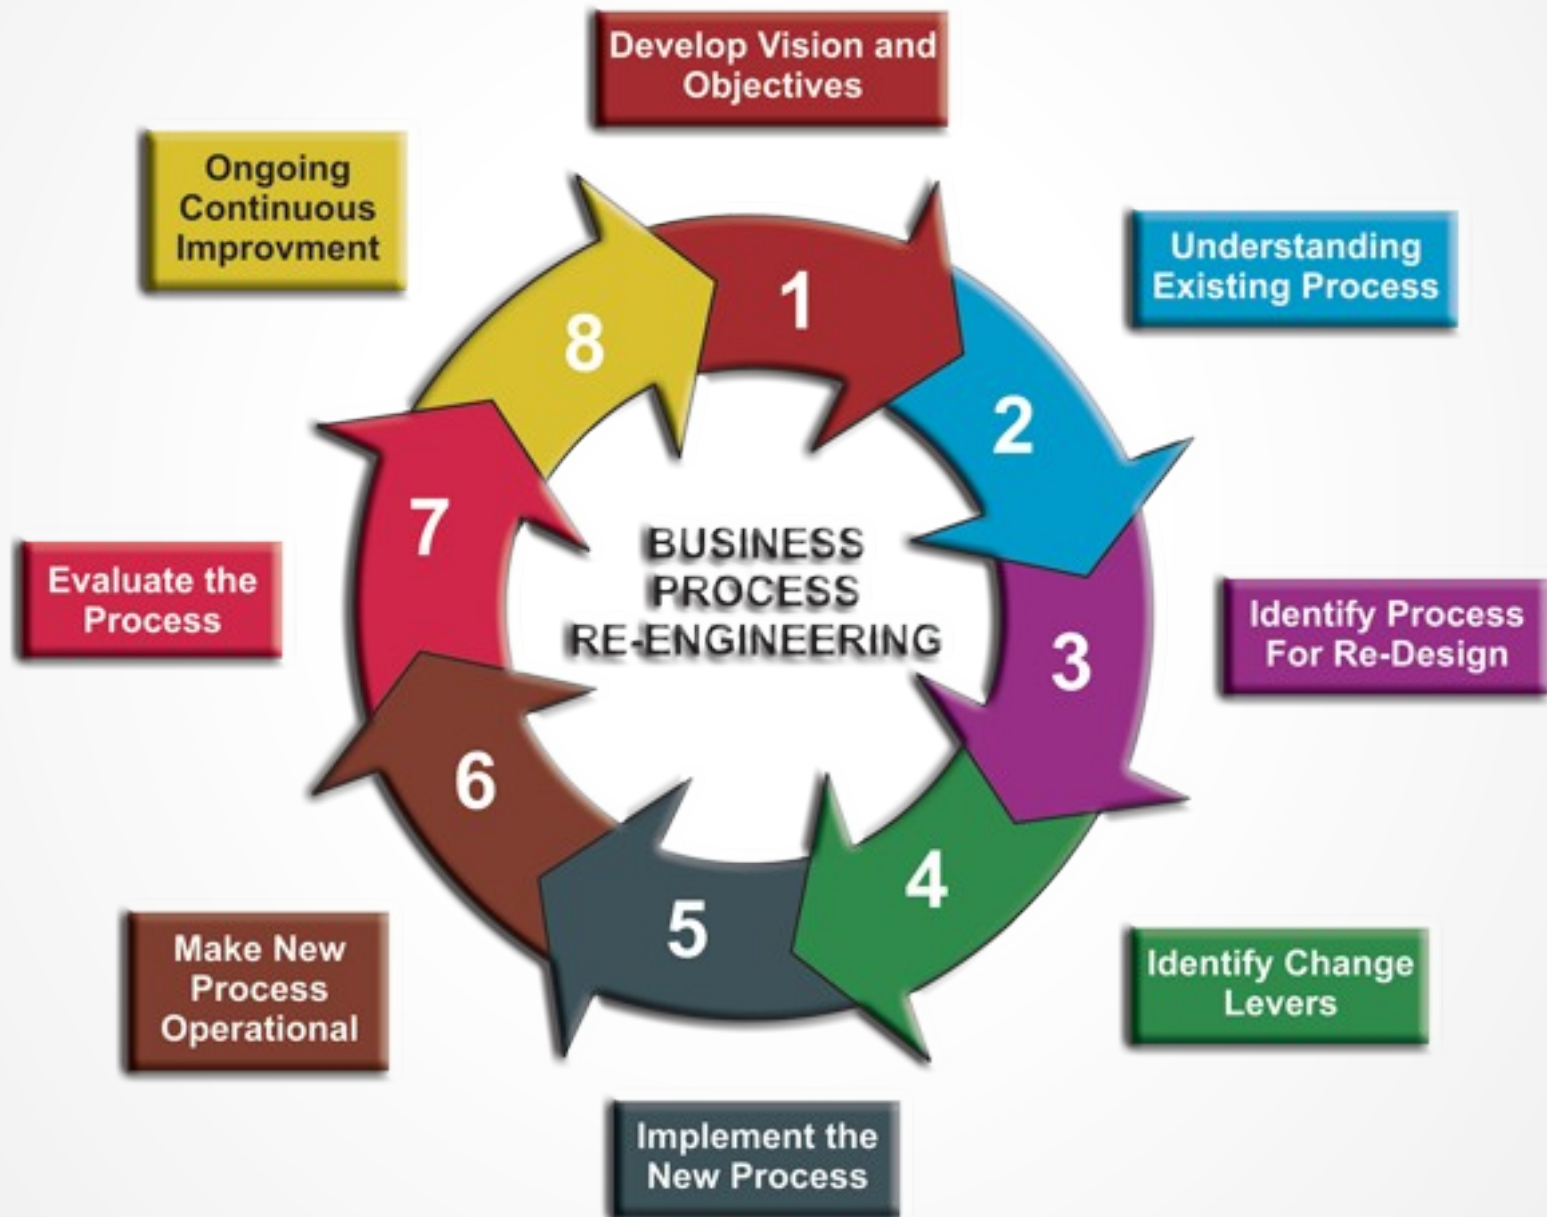 Develop Vision and
Objectives
Understanding
Existing Process
Identify Process
For Re-Design
Identify Change
Levers
Implement the
New Process
Make New
Process
Operational
Evaluate the
Process
Ongoing
Continuous
Improvment
1
2
3
4
5
6
7
8
BUSINESS
PROCESS
RE-ENGINEERING